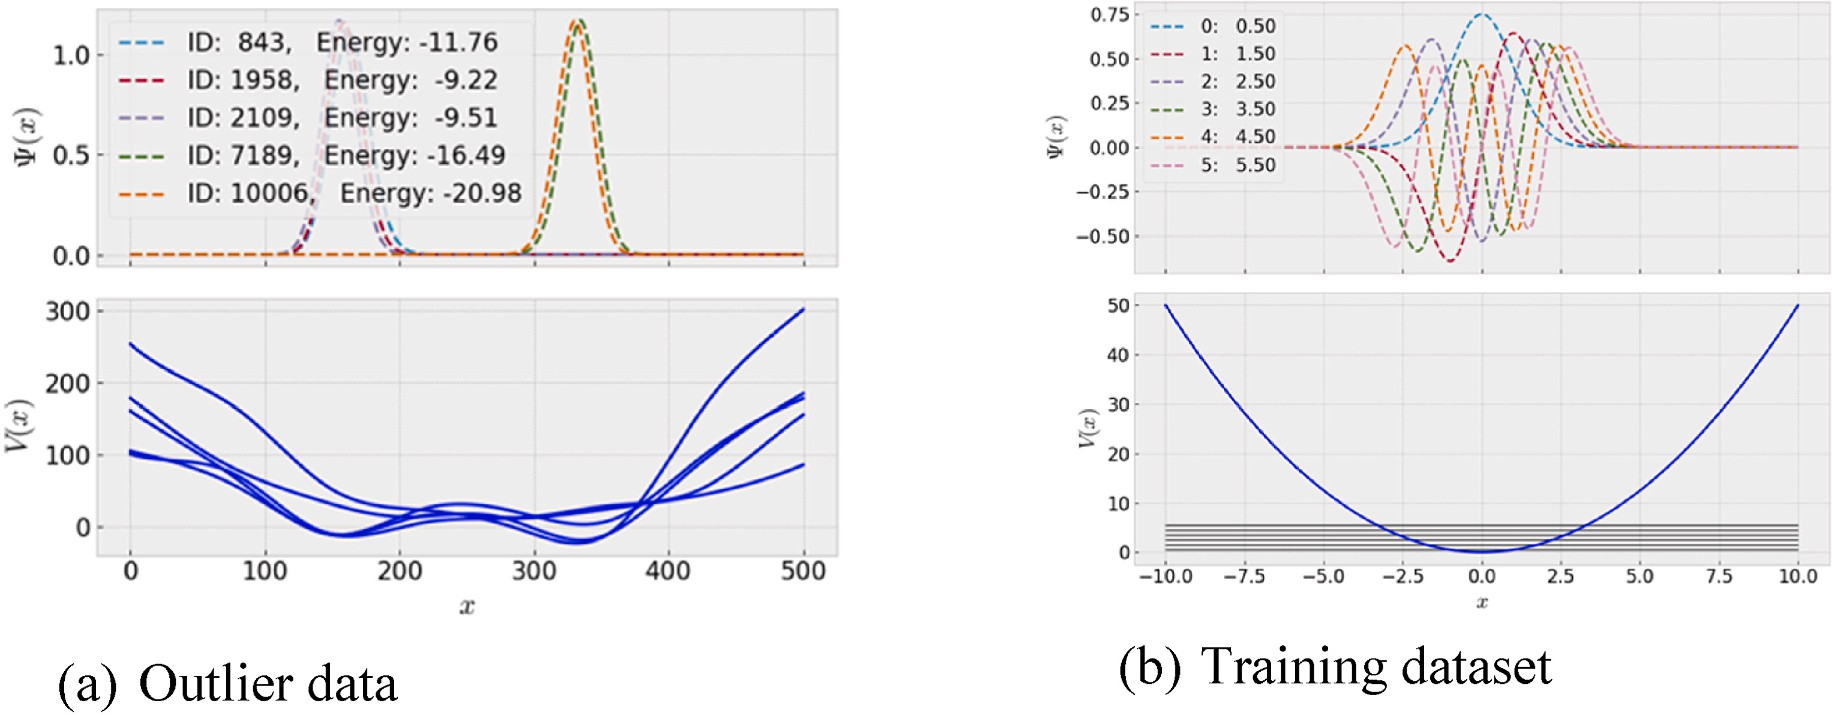 Ψ(x)
1.0
0.5
0.0
ID: 843, Energy: -11.76
ID: 1958, Energy: -9.22
ID: 2109, Energy: -9.51
ID: 7189, Energy: -16.49
ID: 10006, Energy: -20.98
V(x)
300
200
100
0
0 100 200 300 400 500
x
(a) Outlier data
Ψ(x)
0.75
0.50
0.25
0.00
−0.25
−0.50
0: 0.50
1: 1.50
2: 2.50
3: 3.50
4: 4.50
5: 5.50
V(x)
50
40
30
20
10
0
−10.0 −7.5 −5.0 −2.5 0.0 2.5 5.0 7.5 10.0
x
(b) Training dataset